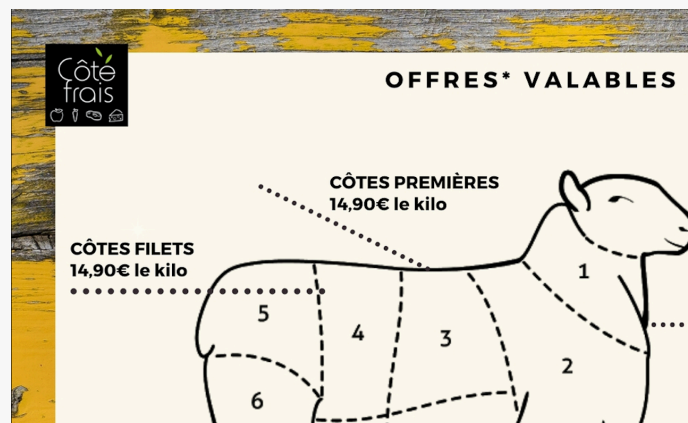 Côté
frais
OFFRES* VALABLES
CÔTES PREMIÈRES
14,90€ le kilo
CÔTES FILETS
14,90€ le kilo
1
5
4
3
2
6